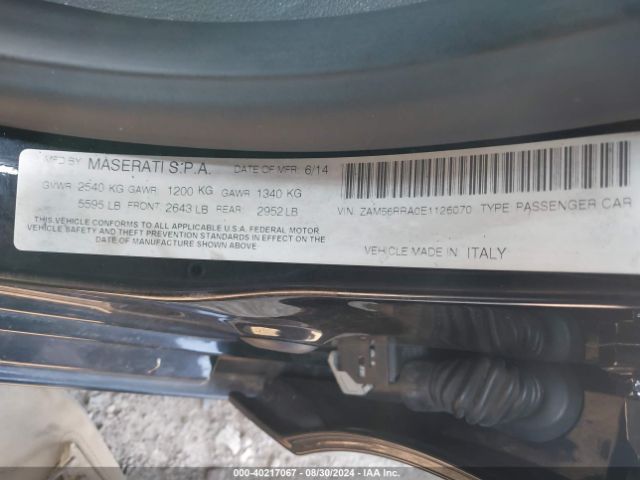 MFD BY MASERATI S.P.A. DATE OF MFR 6/14
GVWR 2540 KG GAWR 1200 KG GAWR 1340 KG
5595 LB FRONT 2643 LB REAR 2952 LB
VEHICLE CONFORMS TO ALL APPLICABLE U.S.A. FEDERAL MOTOR
VEHICLE SAFETY AND THEFT PREVENTION STANDARDS IN EFFECT ON THE
DATE OF MANUFACTURE SHOWN ABOVE
VIN: ZAM56RRA0E1126070 TYPE PASSENGER CAR
VEHICLE MADE IN ITALY
000-40217067 - 08/30/2024 - COPYRIGHT IAA, LLC